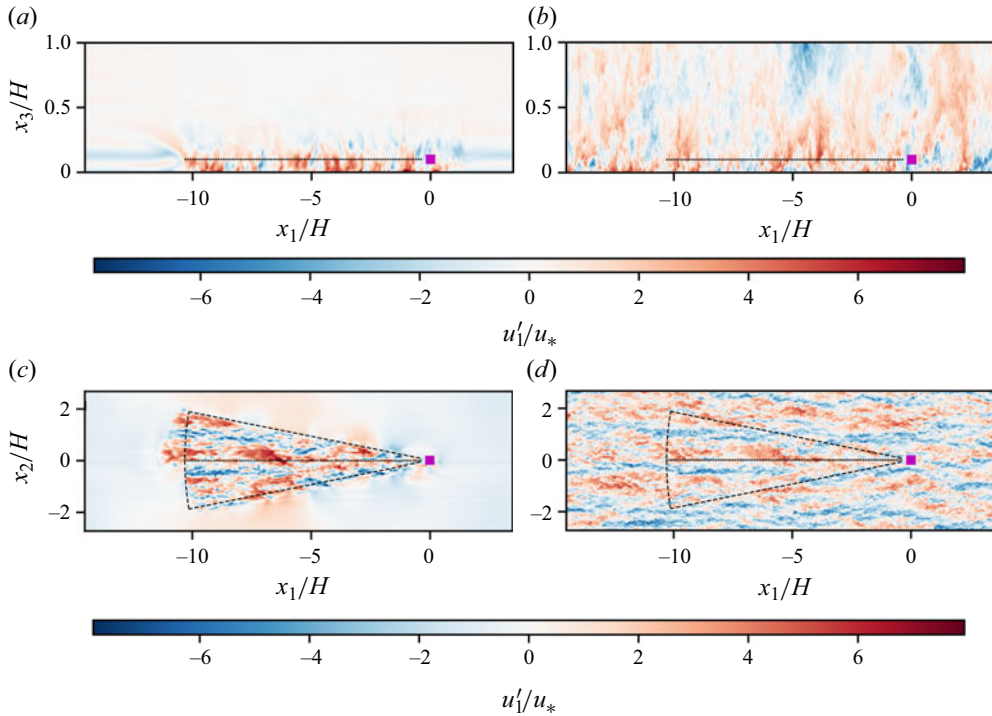 (a) (b)
1.0 1.0
x₃/H 0.5 0.5
0 0
−10 −5 0 −10 −5 0
x₁/H x₁/H
−6 −4 −2 0 2 4 6
u′₁/u*
(c) (d)
2 2
x₂/H 0 0
−2 −2
−10 −5 0 −10 −5 0
x₁/H x₁/H
−6 −4 −2 0 2 4 6
u′₁/u*